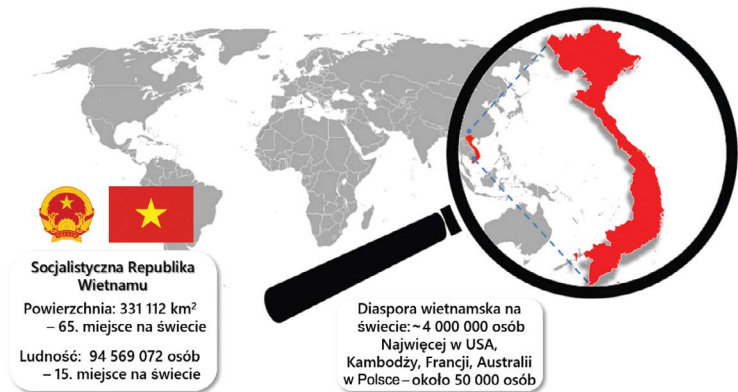 Socjalistyczna Republika
Wietnamu
Powierzchnia: 331 112 km²
– 65. miejsce na świecie
Ludność: 94 569 072 osób
– 15. miejsce na świecie
Diaspora wietnamska na
świecie: ~4 000 000 osób
Najwięcej w USA,
Kambodży, Francji, Australii
w Polsce – około 50 000 osób